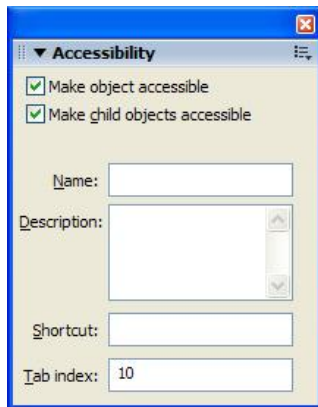 Accessibility
Make object accessible
Make child objects accessible
Name:
Description:
Shortcut:
Tab index: 10